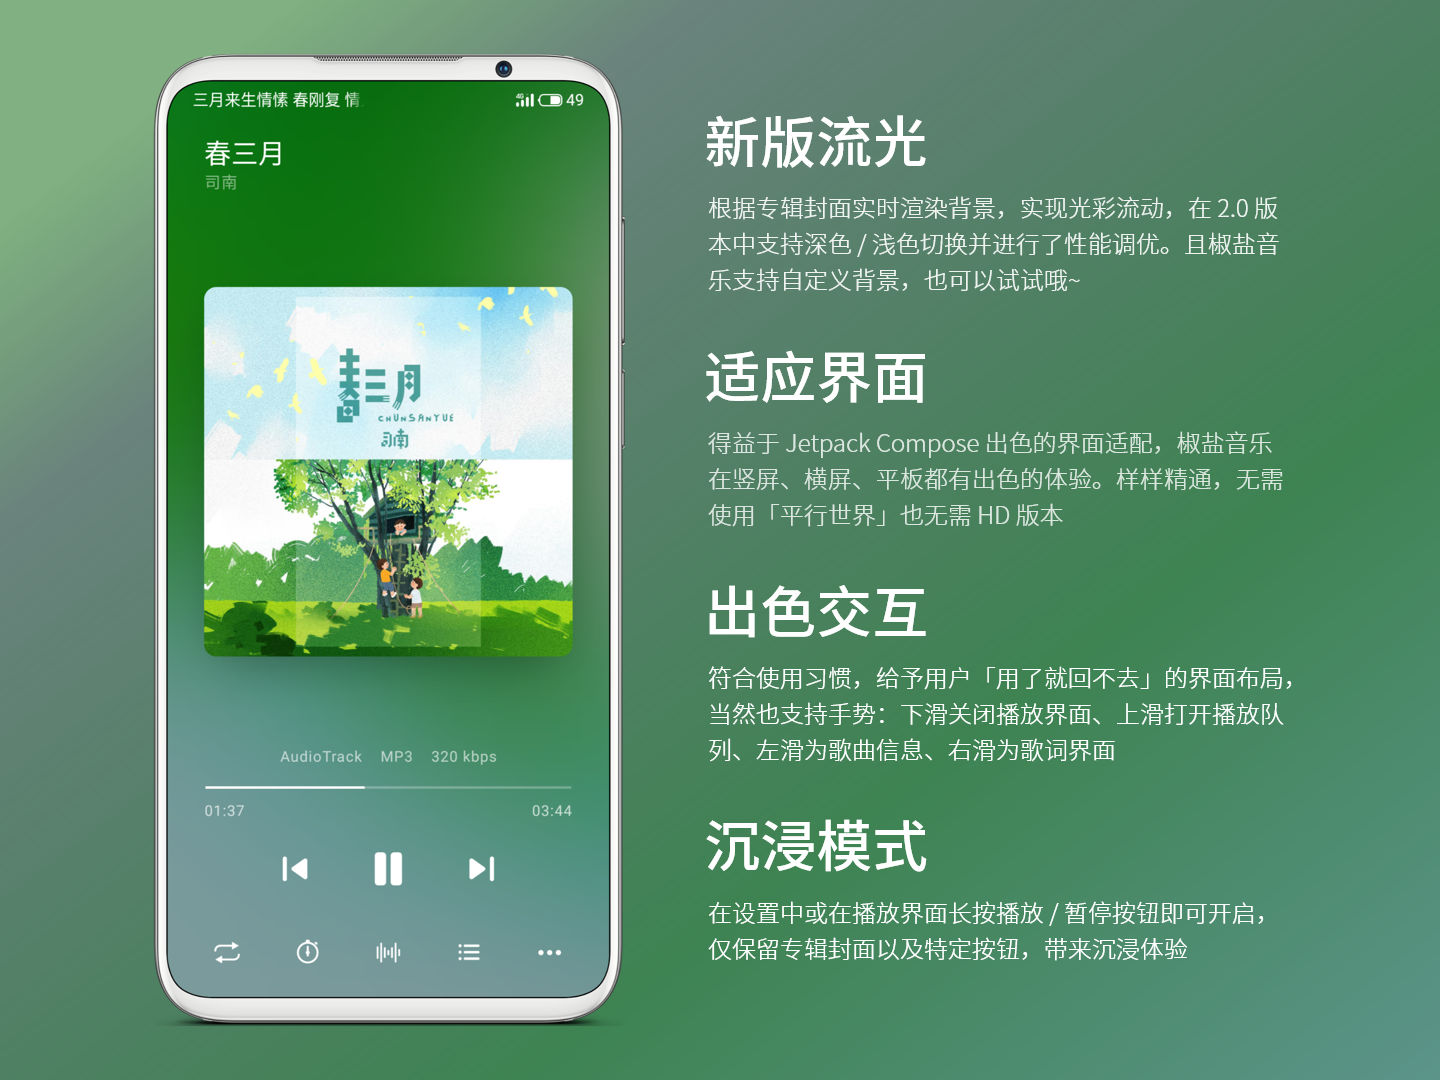 三月来生情愫 春刚复 情
49
春三月
司南
春三月
CHUNSANYUE
司南
AudioTrack MP3 320 kbps
01:37 03:44
新版流光
根据专辑封面实时渲染背景，实现光彩流动，在 2.0 版
本中支持深色 / 浅色切换并进行了性能调优。且椒盐音
乐支持自定义背景，也可以试试哦~
适应界面
得益于 Jetpack Compose 出色的界面适配，椒盐音乐
在竖屏、横屏、平板都有出色的体验。样样精通，无需
使用「平行世界」也无需 HD 版本
出色交互
符合使用习惯，给予用户「用了就回不去」的界面布局，
当然也支持手势：下滑关闭播放界面、上滑打开播放队
列、左滑为歌曲信息、右滑为歌词界面
沉浸模式
在设置中或在播放界面长按播放 / 暂停按钮即可开启，
仅保留专辑封面以及特定按钮，带来沉浸体验